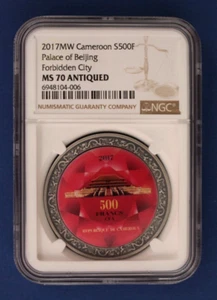 2017MW Cameroon S500F
Palace of Beijing
Forbidden City
MS 70 ANTIQUED
6948104-006
NUMISMATIC GUARANTY COMPANY
NGC
2017
500
FRANCS
CFA